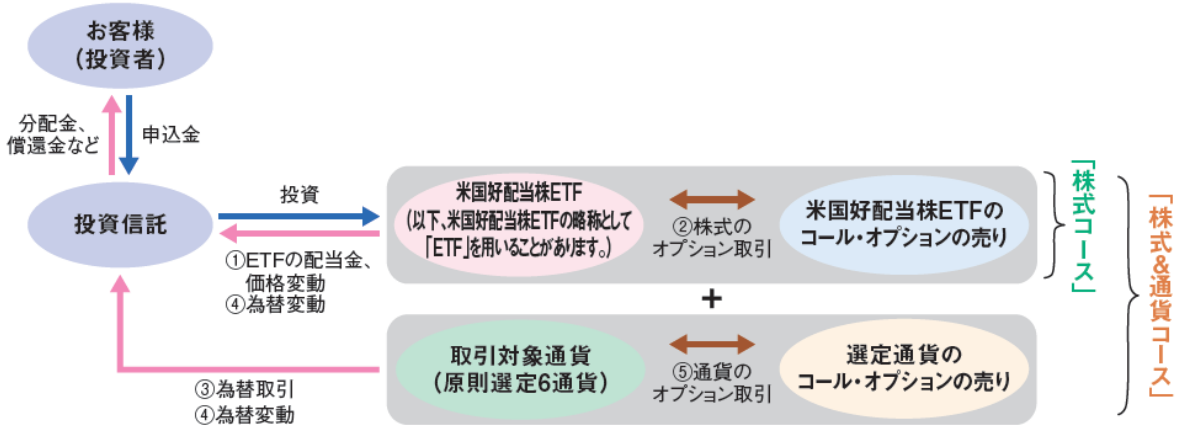 お客様
(投資者)
分配金、
償還金など
申込金
投資信託
投資
①ETFの配当金、
価格変動
④為替変動
米国好配当株ETF
(以下、米国好配当株ETFの略称として
「ETF」を用いることがあります。)
②株式の
オプション取引
米国好配当株ETFの
コール・オプションの売り
「株式コース」
+
③為替取引
④為替変動
取引対象通貨
(原則選定6通貨)
⑤通貨の
オプション取引
選定通貨の
コール・オプションの売り
「株式&通貨コース」